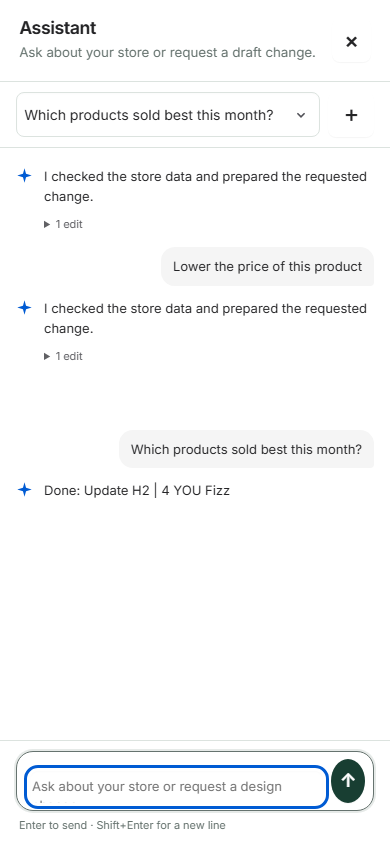 Assistant
Ask about your store or request a draft change.
Which products sold best this month?
I checked the store data and prepared the requested
change.
1 edit
Lower the price of this product
I checked the store data and prepared the requested
change.
1 edit
Which products sold best this month?
Done: Update H2 | 4 YOU Fizz
Ask about your store or request a design
Enter to send · Shift+Enter for a new line